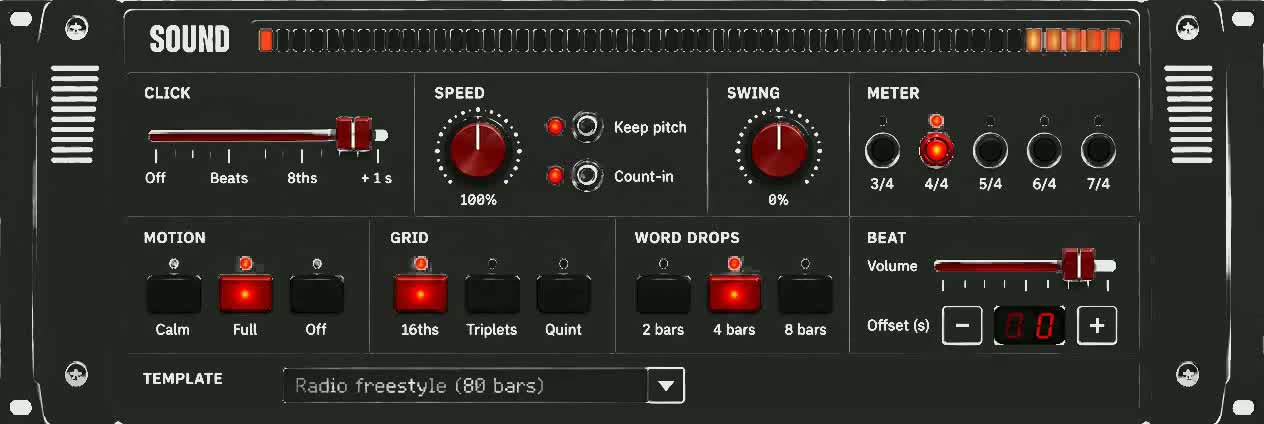 SOUND
CLICK
Off Beats 8ths + 1 s
SPEED
100%
Keep pitch
Count-in
SWING
0%
METER
3/4 4/4 5/4 6/4 7/4
MOTION
Calm Full Off
GRID
16ths Triplets Quint
WORD DROPS
2 bars 4 bars 8 bars
BEAT
Volume
Offset (s) − 0 +
TEMPLATE
Radio freestyle (80 bars)